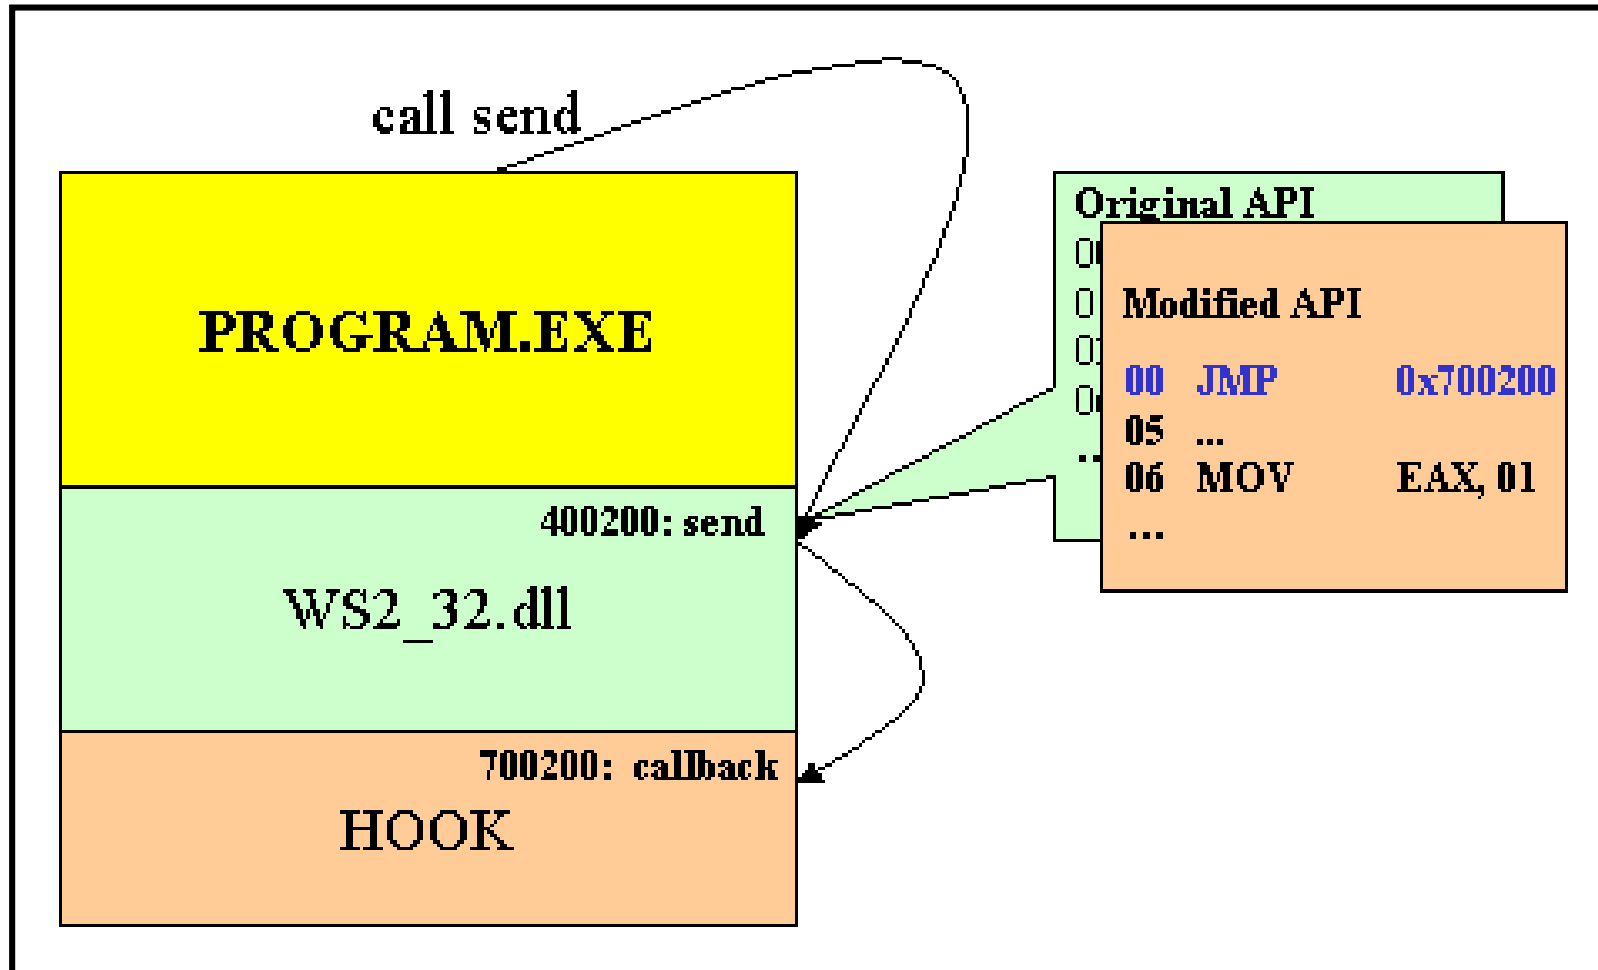 call send
PROGRAM.EXE
400200: send
WS2_32.dll
700200: callback
HOOK
Original API
Modified API
00 JMP 0x700200
05 ...
06 MOV EAX, 01
...